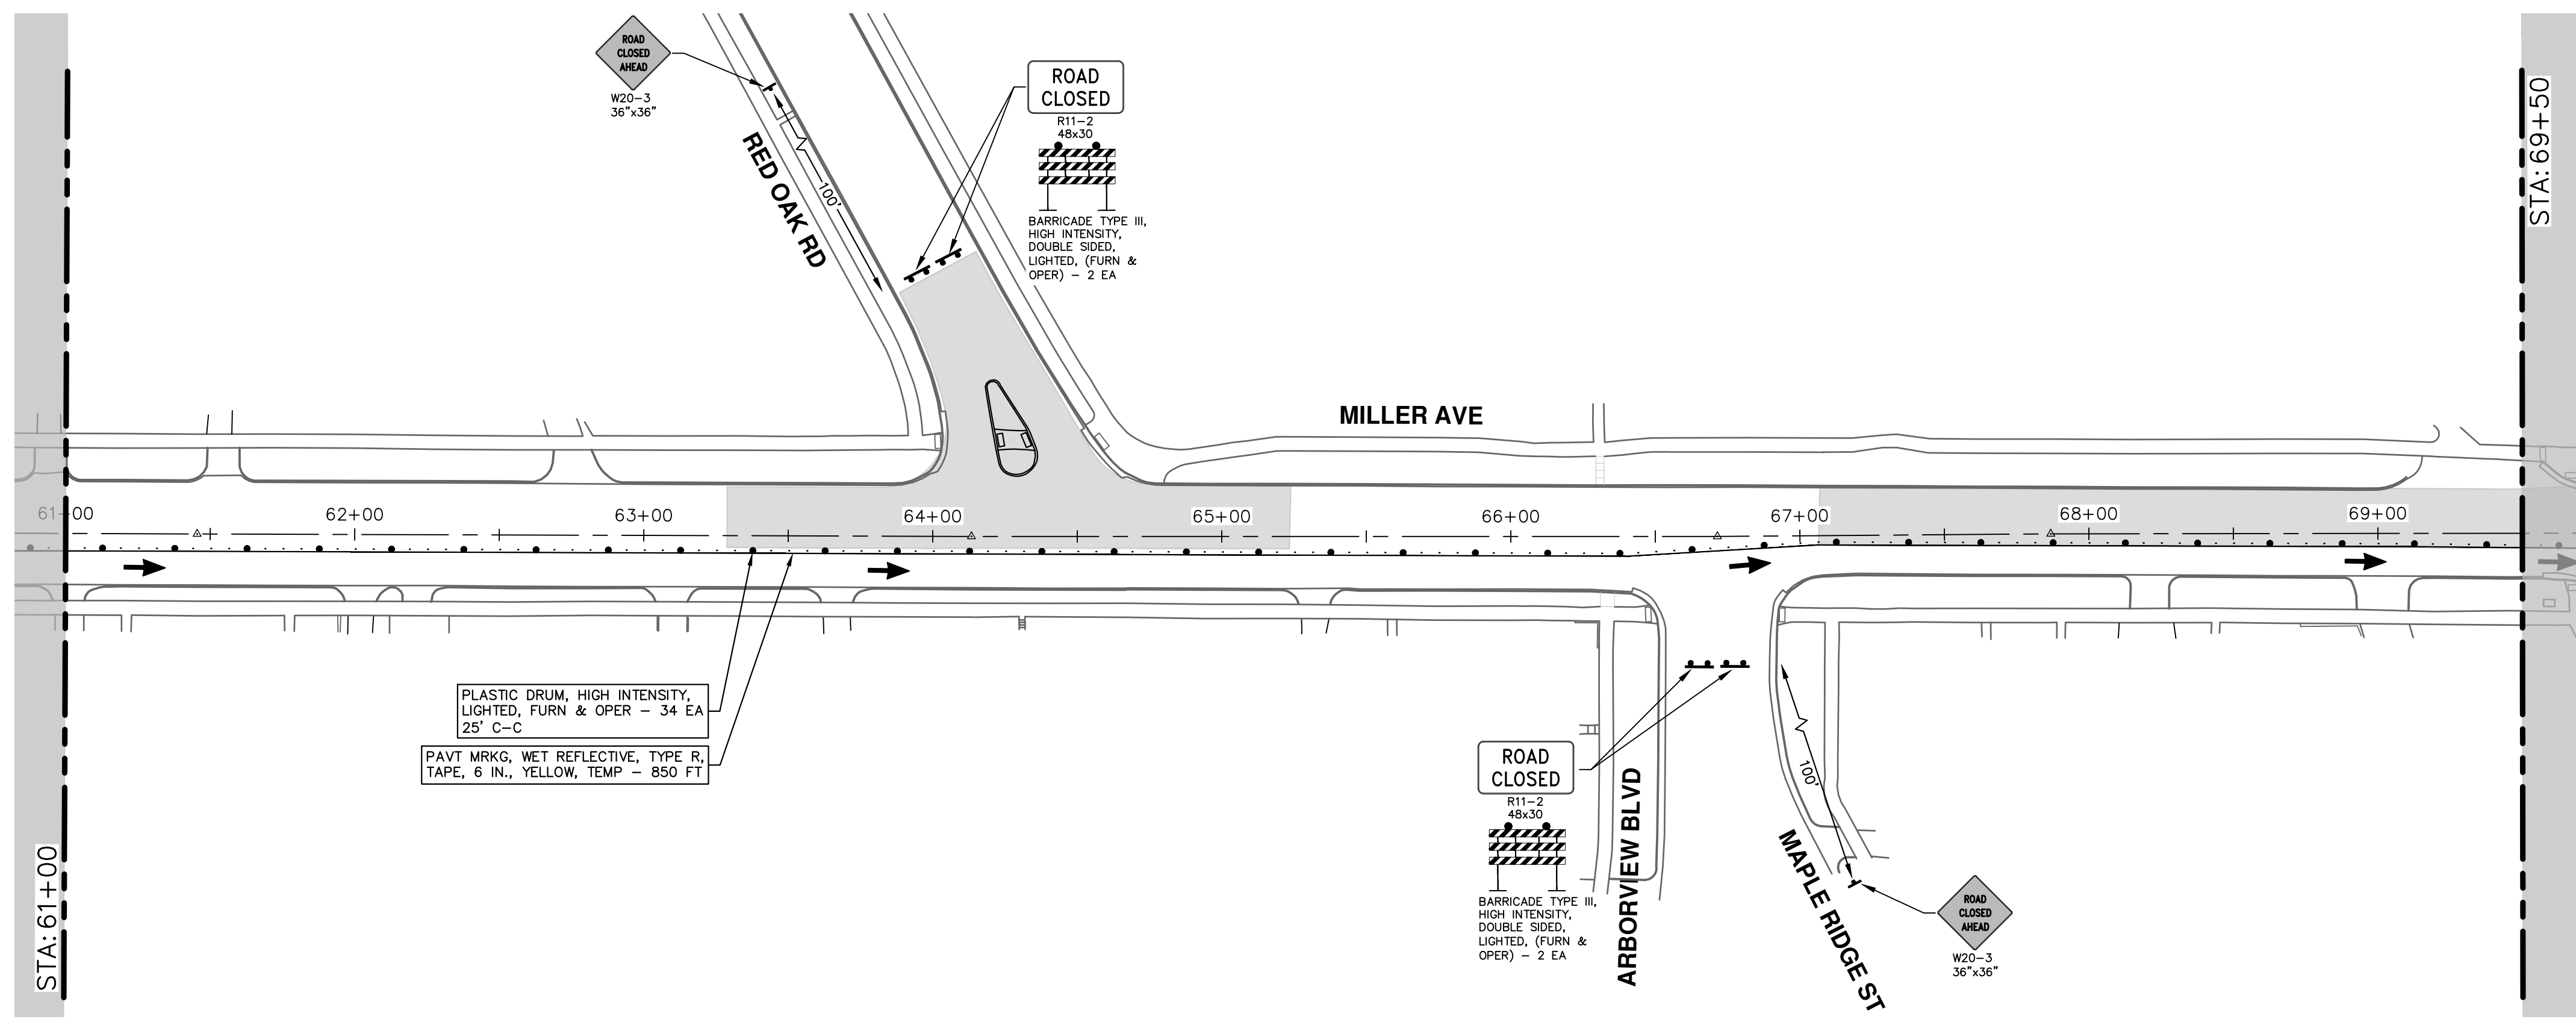 ROAD
CLOSED
AHEAD
W20-3
36"x36"
ROAD
CLOSED
R11-2
48x30
BARRICADE TYPE III,
HIGH INTENSITY,
DOUBLE SIDED,
LIGHTED, (FURN &
OPER) - 2 EA
RED OAK RD
100'
STA: 69+50
MILLER AVE
61+00
62+00
63+00
64+00
65+00
66+00
67+00
68+00
69+00
PLASTIC DRUM, HIGH INTENSITY,
LIGHTED, FURN & OPER - 34 EA
25' C-C
PAVT MRKG, WET REFLECTIVE, TYPE R,
TAPE, 6 IN., YELLOW, TEMP - 850 FT
STA: 61+00
ROAD
CLOSED
R11-2
48x30
BARRICADE TYPE III,
HIGH INTENSITY,
DOUBLE SIDED,
LIGHTED, (FURN &
OPER) - 2 EA
ARBORVIEW BLVD
100'
MAPLE RIDGE ST
ROAD
CLOSED
AHEAD
W20-3
36"x36"